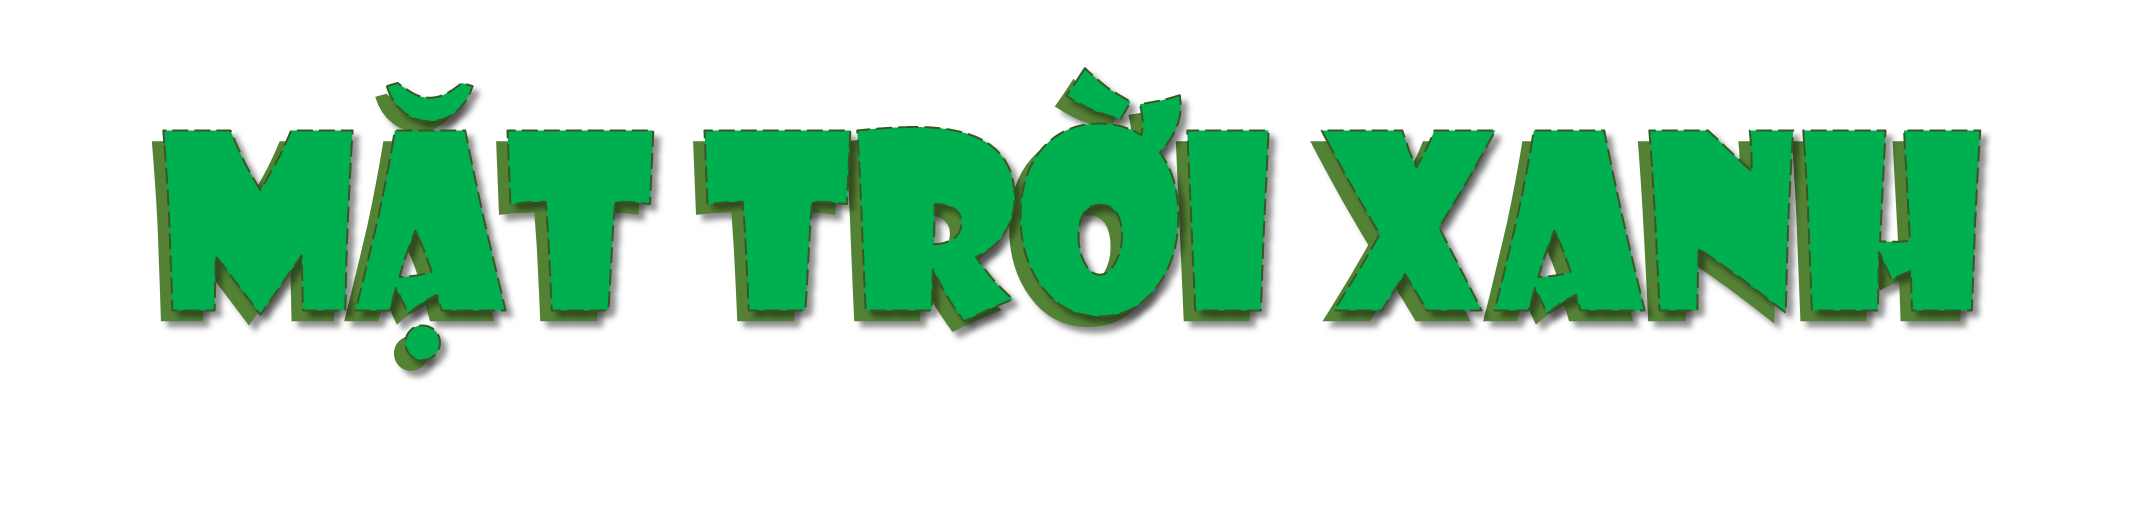 MẶT TRỜI XANH